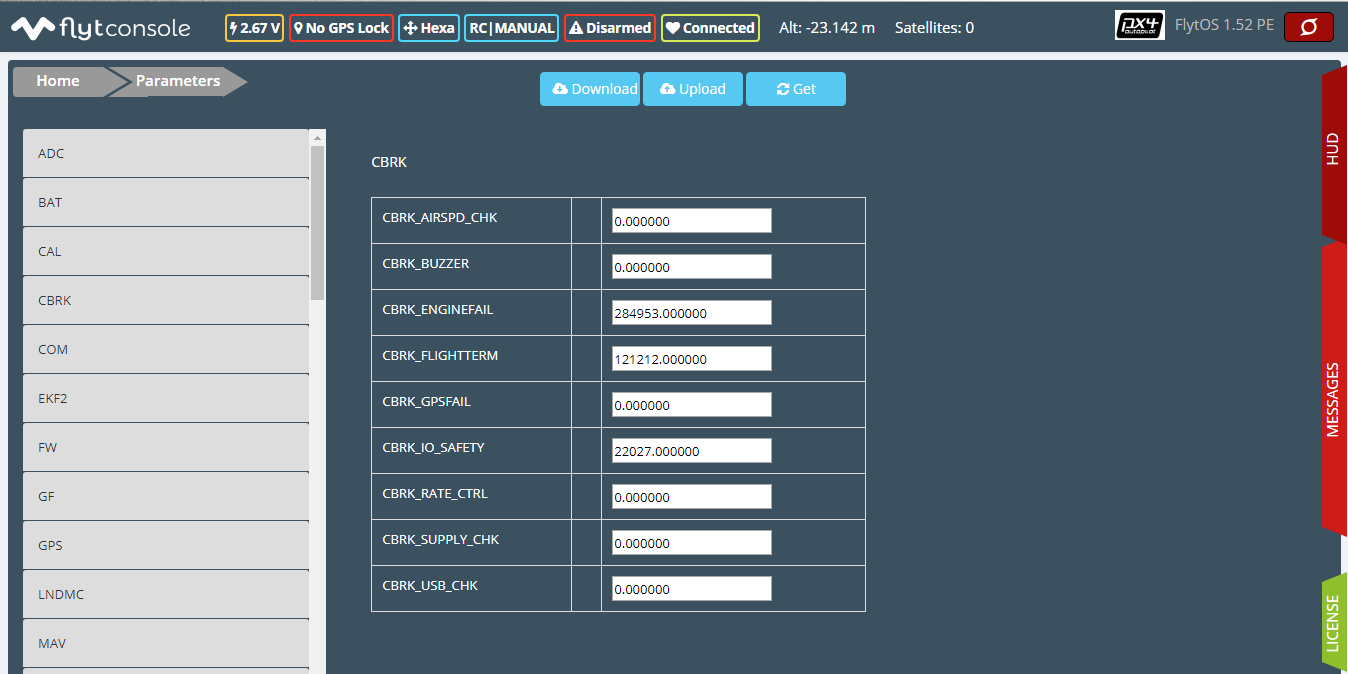 flytconsole
2.67 V
No GPS Lock
Hexa
RC|MANUAL
Disarmed
Connected
Alt: -23.142 m
Satellites: 0
PX4
autopilot
FlytOS 1.52 PE
Home
Parameters
Download
Upload
Get
ADC
BAT
CAL
CBRK
COM
EKF2
FW
GF
GPS
LNDMC
MAV
CBRK
CBRK_AIRSPD_CHK 0.000000
CBRK_BUZZER 0.000000
CBRK_ENGINEFAIL 284953.000000
CBRK_FLIGHTTERM 121212.000000
CBRK_GPSFAIL 0.000000
CBRK_IO_SAFETY 22027.000000
CBRK_RATE_CTRL 0.000000
CBRK_SUPPLY_CHK 0.000000
CBRK_USB_CHK 0.000000
HUD
MESSAGES
LICENSE